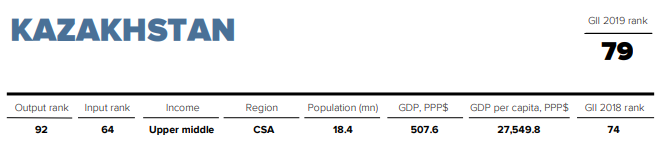 KAZAKHSTAN
GII 2019 rank
79
Output rank Input rank Income Region Population (mn) GDP, PPP$ GDP per capita, PPP$ GII 2018 rank
92 64 Upper middle CSA 18.4 507.6 27,549.8 74